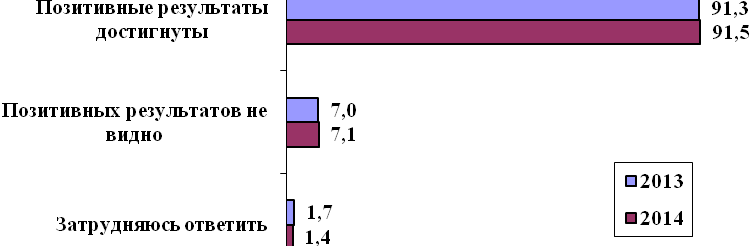 Позитивные результаты
достигнуты
91,3
91,5
Позитивных результатов не
видно
7,0
7,1
Затрудняюсь ответить
1,7
1,4
2013
2014